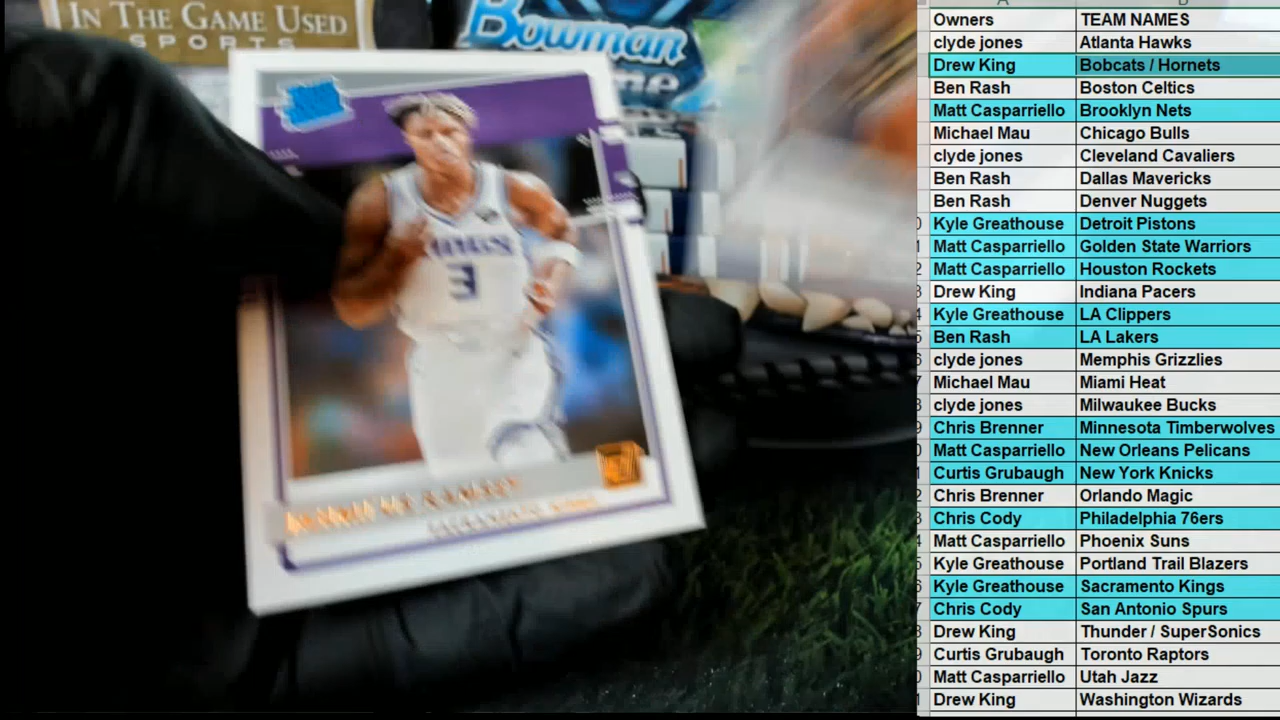 IN THE GAME USED
SPORTS
Bowman
KINGS
3
Owners TEAM NAMES
clyde jones Atlanta Hawks
Drew King Bobcats / Hornets
Ben Rash Boston Celtics
Matt Casparriello Brooklyn Nets
Michael Mau Chicago Bulls
clyde jones Cleveland Cavaliers
Ben Rash Dallas Mavericks
Ben Rash Denver Nuggets
Kyle Greathouse Detroit Pistons
Matt Casparriello Golden State Warriors
Matt Casparriello Houston Rockets
Drew King Indiana Pacers
Kyle Greathouse LA Clippers
Ben Rash LA Lakers
clyde jones Memphis Grizzlies
Michael Mau Miami Heat
clyde jones Milwaukee Bucks
Chris Brenner Minnesota Timberwolves
Matt Casparriello New Orleans Pelicans
Curtis Grubaugh New York Knicks
Chris Brenner Orlando Magic
Chris Cody Philadelphia 76ers
Matt Casparriello Phoenix Suns
Kyle Greathouse Portland Trail Blazers
Kyle Greathouse Sacramento Kings
Chris Cody San Antonio Spurs
Drew King Thunder / SuperSonics
Curtis Grubaugh Toronto Raptors
Matt Casparriello Utah Jazz
Drew King Washington Wizards